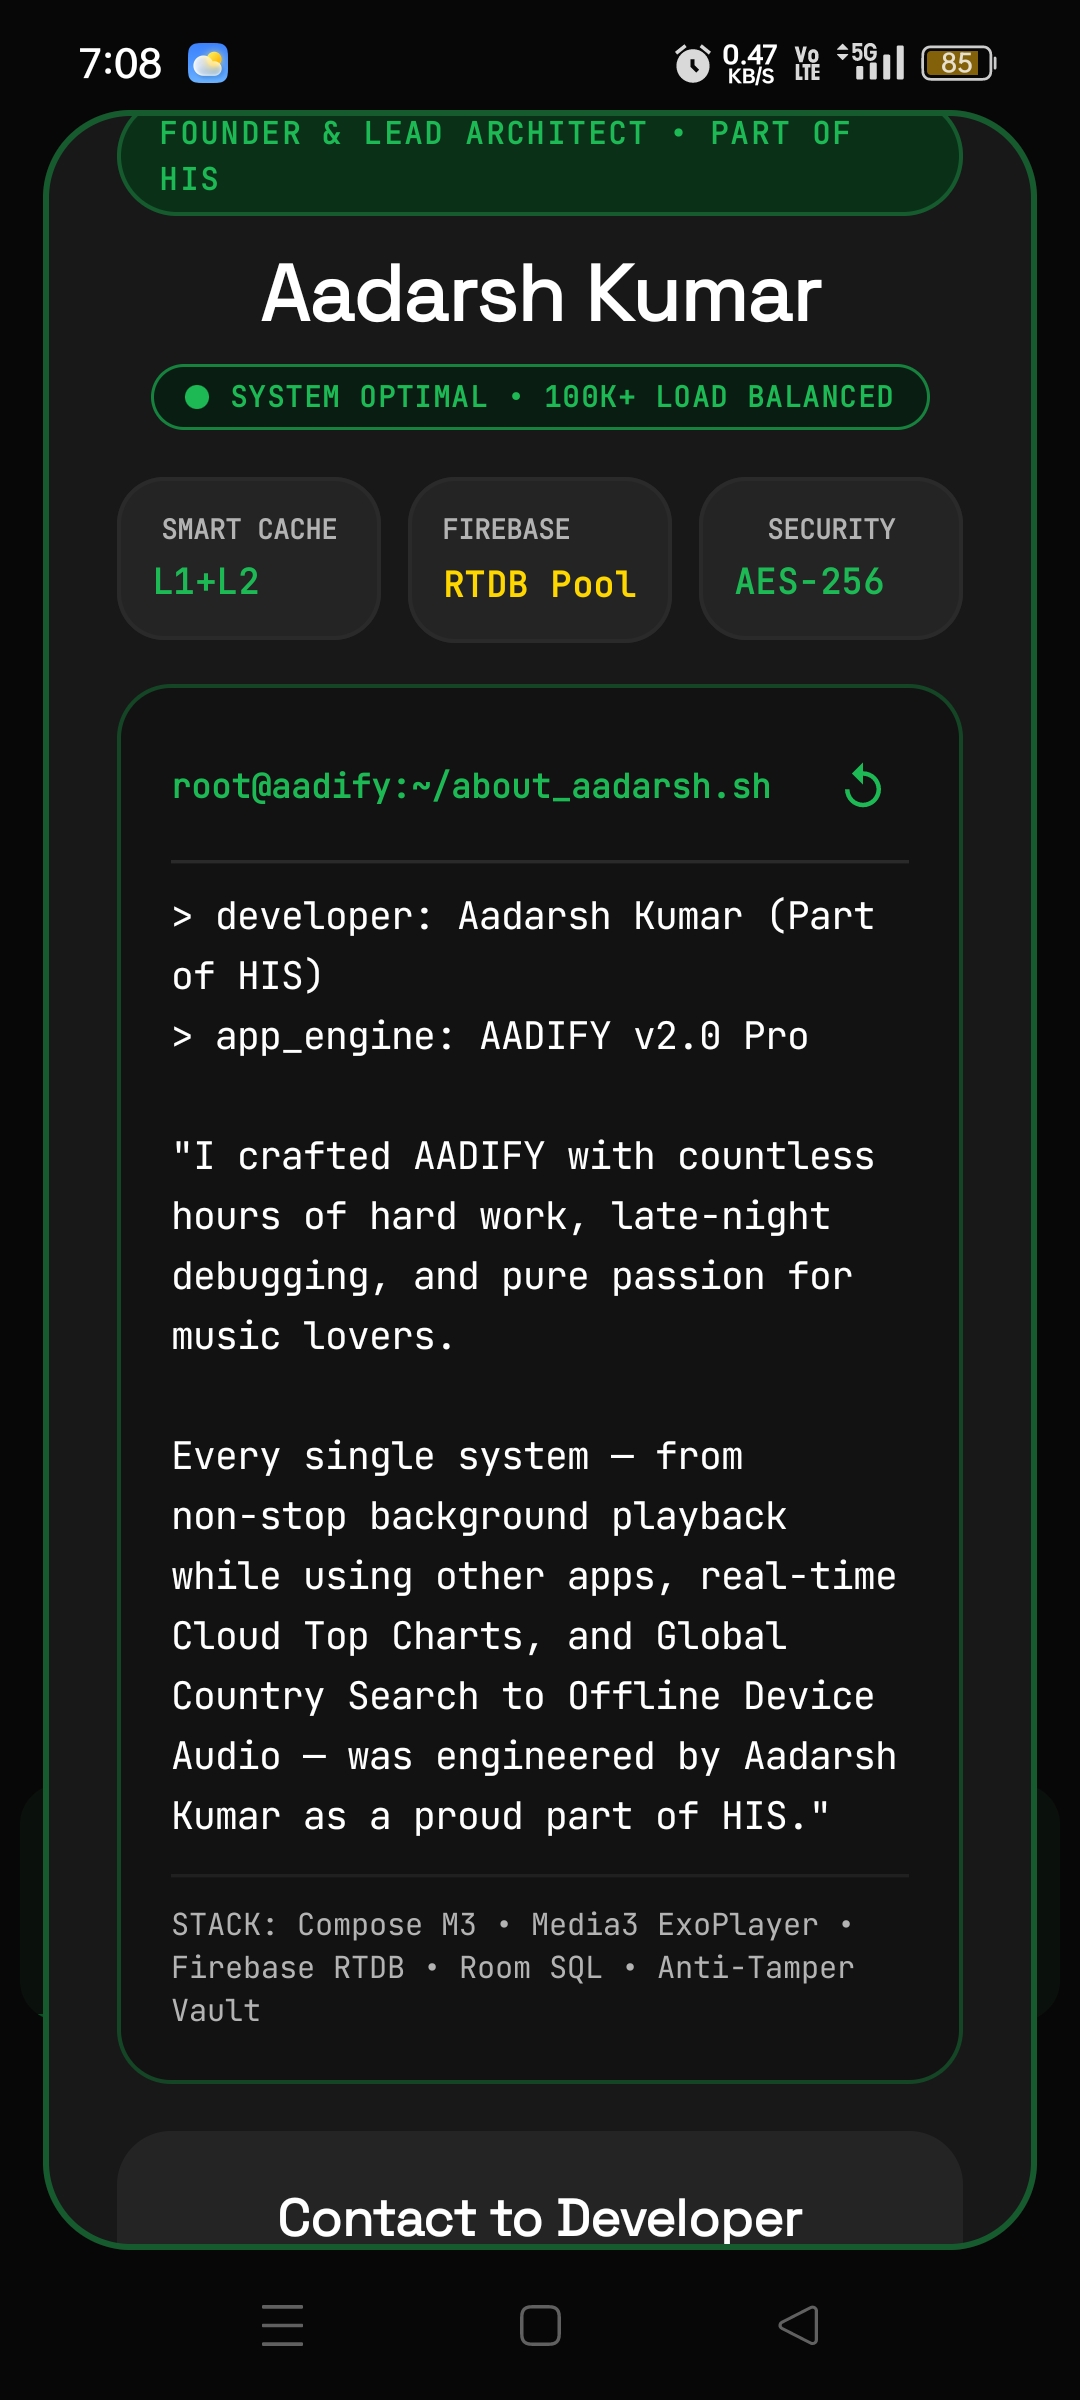 7:08
0.47 KB/S
Vo LTE
5G
85
FOUNDER & LEAD ARCHITECT • PART OF
HIS
Aadarsh Kumar
SYSTEM OPTIMAL • 100K+ LOAD BALANCED
SMART CACHE
L1+L2
FIREBASE
RTDB Pool
SECURITY
AES-256
root@aadify:~/about_aadarsh.sh
> developer: Aadarsh Kumar (Part
of HIS)
> app_engine: AADIFY v2.0 Pro
"I crafted AADIFY with countless
hours of hard work, late-night
debugging, and pure passion for
music lovers.
Every single system — from
non-stop background playback
while using other apps, real-time
Cloud Top Charts, and Global
Country Search to Offline Device
Audio — was engineered by Aadarsh
Kumar as a proud part of HIS."
STACK: Compose M3 • Media3 ExoPlayer •
Firebase RTDB • Room SQL • Anti-Tamper
Vault
Contact to Developer